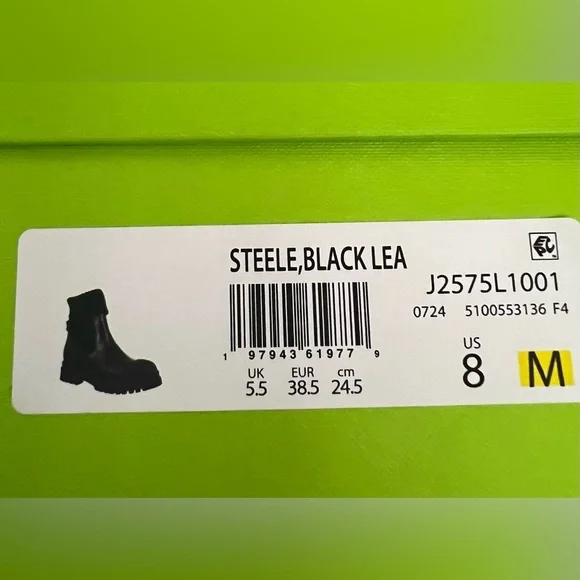 STEELE,BLACK LEA
J2575L1001
0724 5100553136 F4
1 97943 61977 9
UK EUR cm
5.5 38.5 24.5
US
8 M